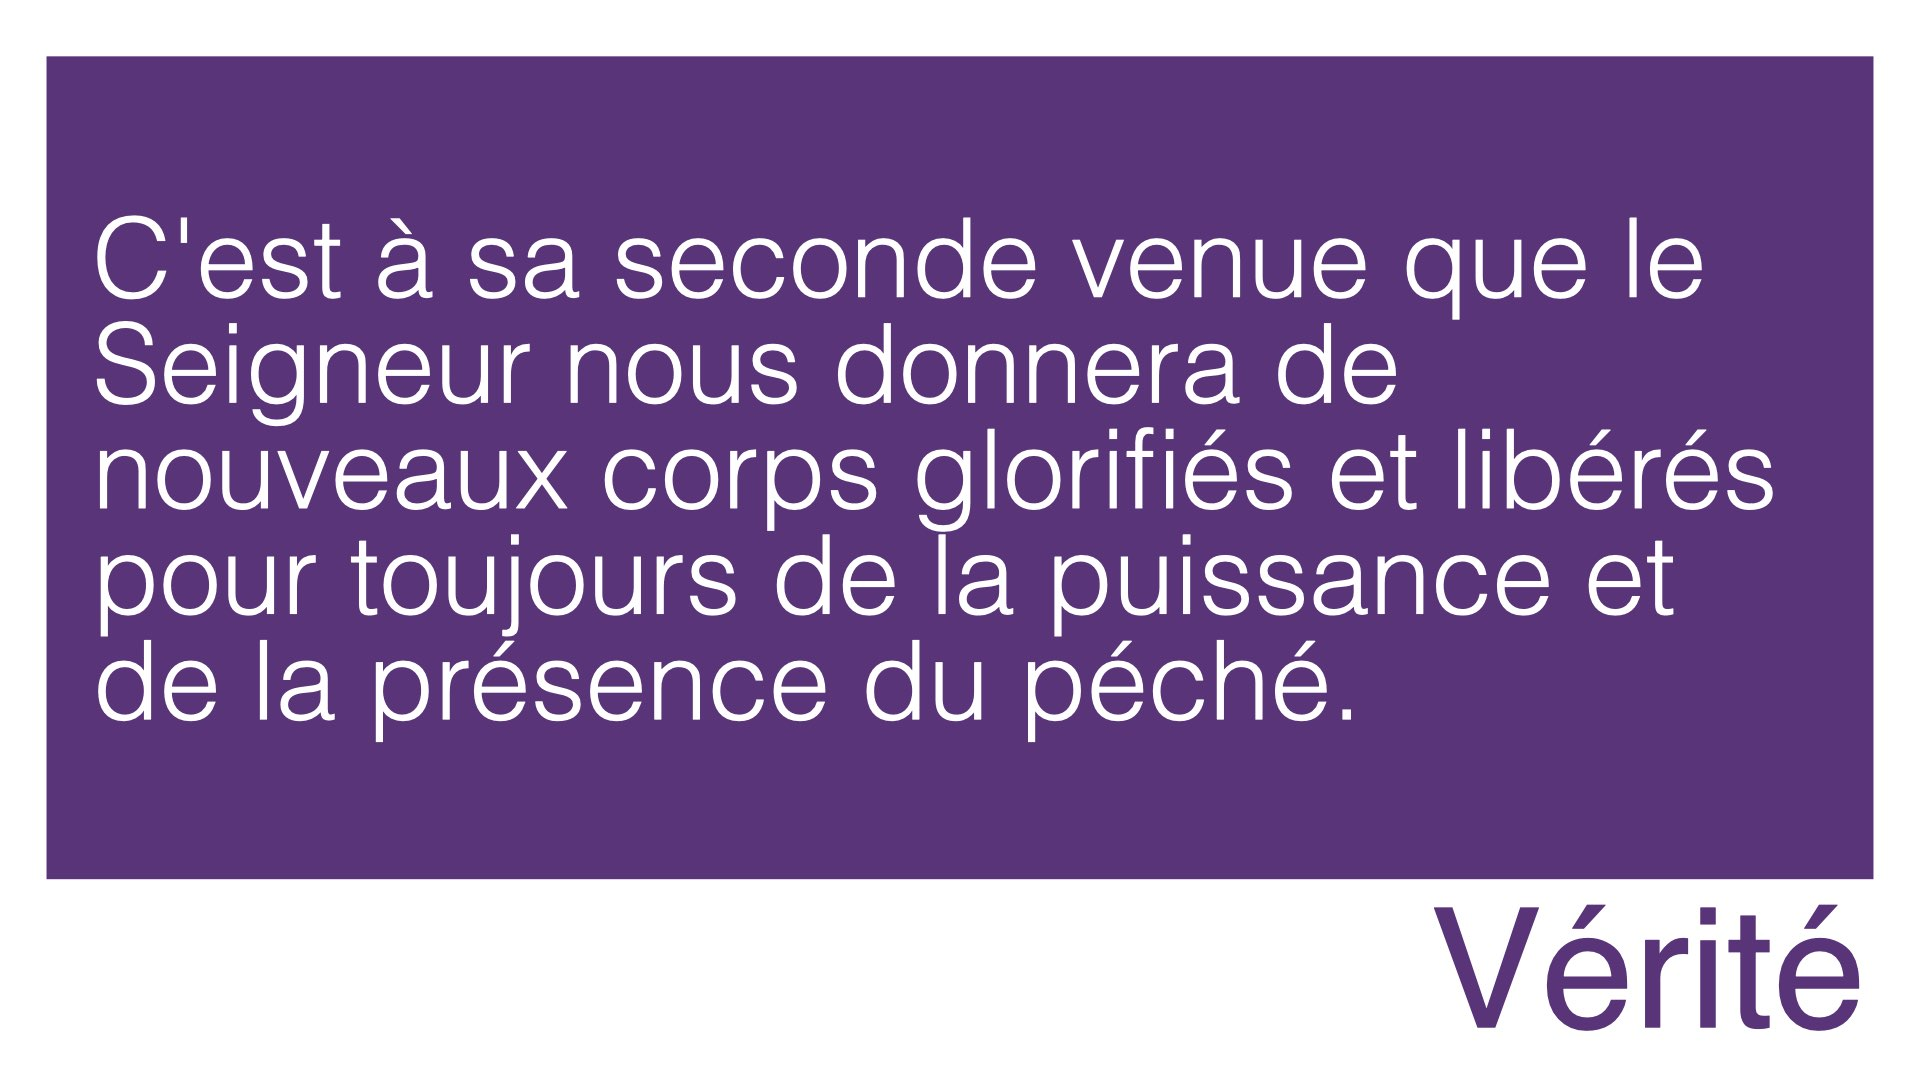 C'est à sa seconde venue que le
Seigneur nous donnera de
nouveaux corps glorifiés et libérés
pour toujours de la puissance et
de la présence du péché.
Vérité